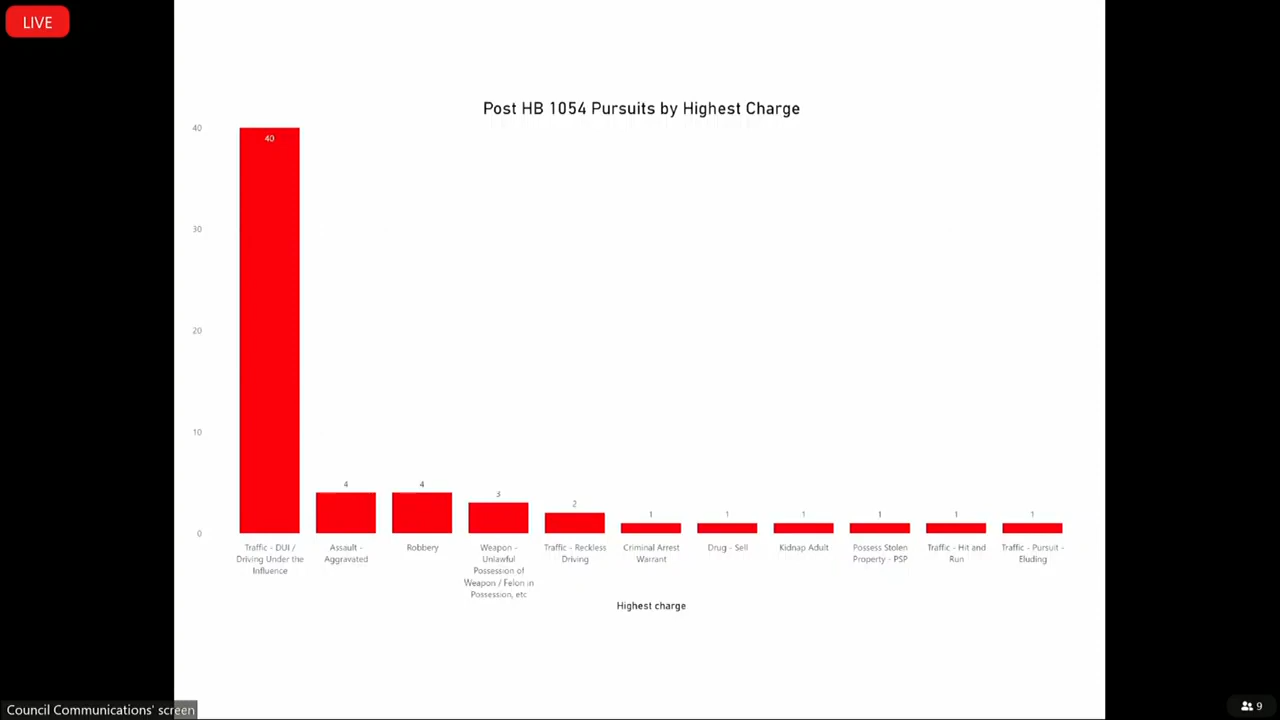 LIVE
Post HB 1054 Pursuits by Highest Charge
40
30
20
10
0
40
4
4
3
2
1
1
1
1
1
1
Traffic - DUI /
Driving Under the
Influence
Assault -
Aggravated
Robbery
Weapon -
Unlawful
Possession of
Weapon / Felon in
Possession, etc
Traffic - Reckless
Driving
Criminal Arrest
Warrant
Drug - Sell
Kidnap Adult
Possess Stolen
Property - PSP
Traffic - Hit and
Run
Traffic - Pursuit -
Eluding
Highest charge
Council Communications' screen
9